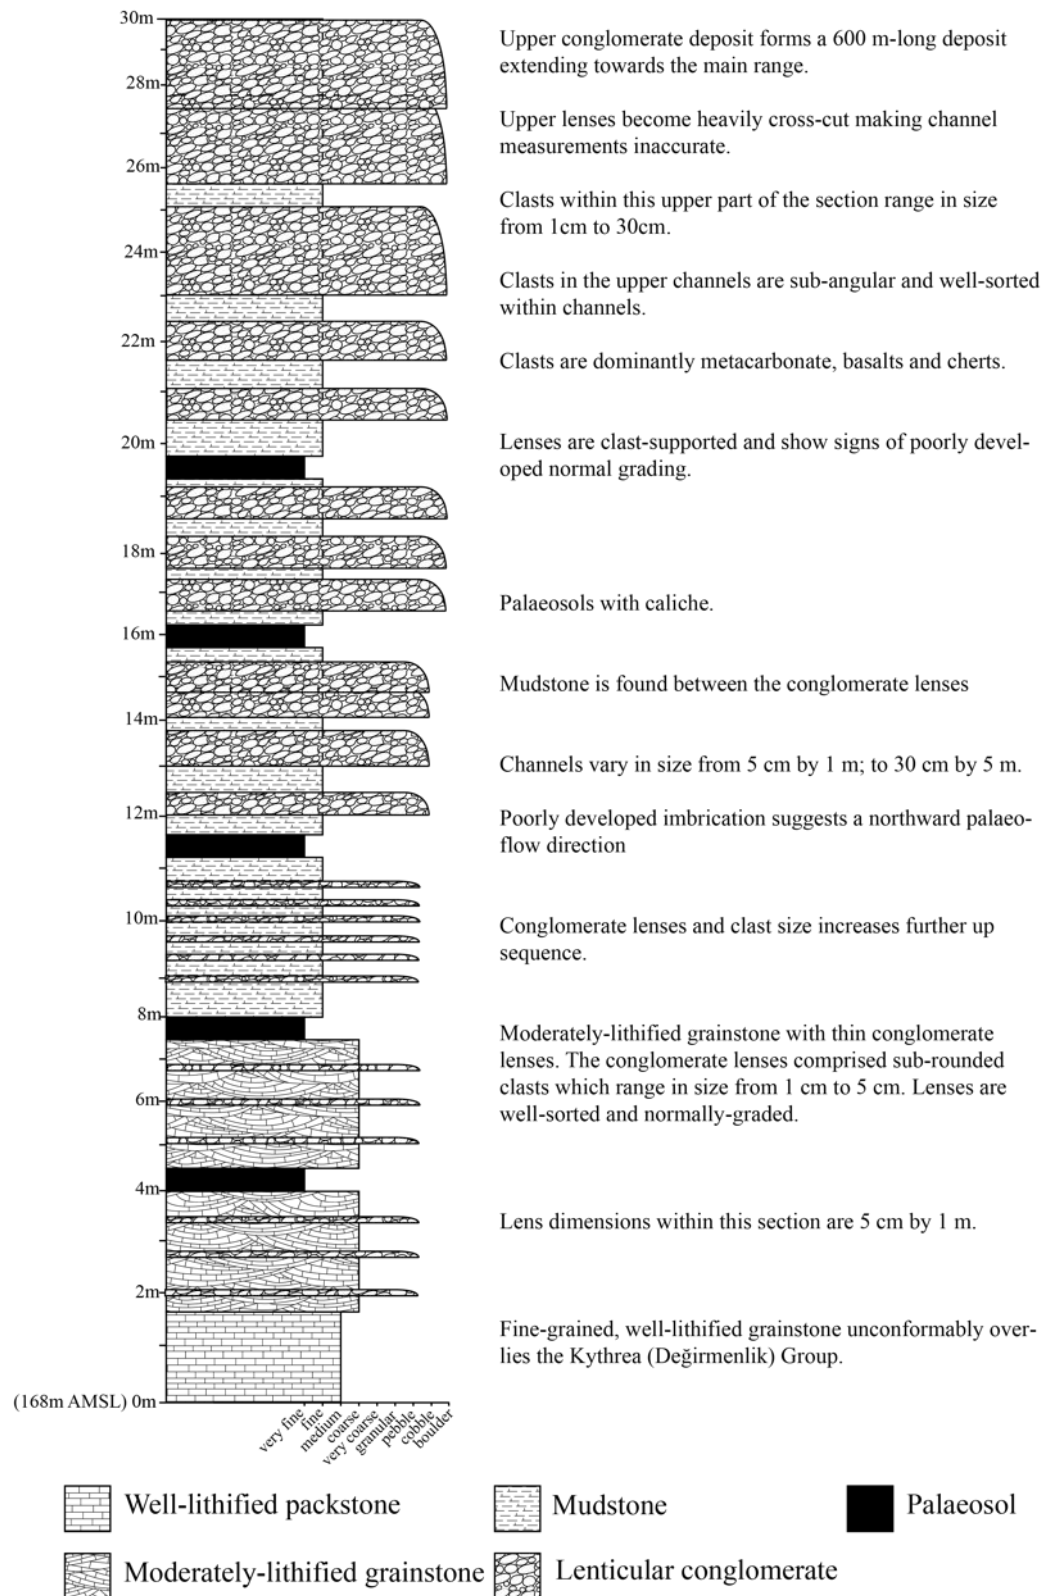 30m
28m
26m
24m
22m
20m
18m
16m
14m
12m
10m
8m
6m
4m
2m
(168m AMSL) 0m
very fine
fine
medium
coarse
very coarse
granular
pebble
cobble
boulder
Upper conglomerate deposit forms a 600 m-long deposit
extending towards the main range.
Upper lenses become heavily cross-cut making channel
measurements inaccurate.
Clasts within this upper part of the section range in size
from 1cm to 30cm.
Clasts in the upper channels are sub-angular and well-sorted
within channels.
Clasts are dominantly metacarbonate, basalts and cherts.
Lenses are clast-supported and show signs of poorly devel-
oped normal grading.
Palaeosols with caliche.
Mudstone is found between the conglomerate lenses
Channels vary in size from 5 cm by 1 m; to 30 cm by 5 m.
Poorly developed imbrication suggests a northward palaeo-
flow direction
Conglomerate lenses and clast size increases further up
sequence.
Moderately-lithified grainstone with thin conglomerate
lenses. The conglomerate lenses comprised sub-rounded
clasts which range in size from 1 cm to 5 cm. Lenses are
well-sorted and normally-graded.
Lens dimensions within this section are 5 cm by 1 m.
Fine-grained, well-lithified grainstone unconformably over-
lies the Kythrea (Değirmenlik) Group.
Well-lithified packstone
Mudstone
Palaeosol
Moderately-lithified grainstone
Lenticular conglomerate